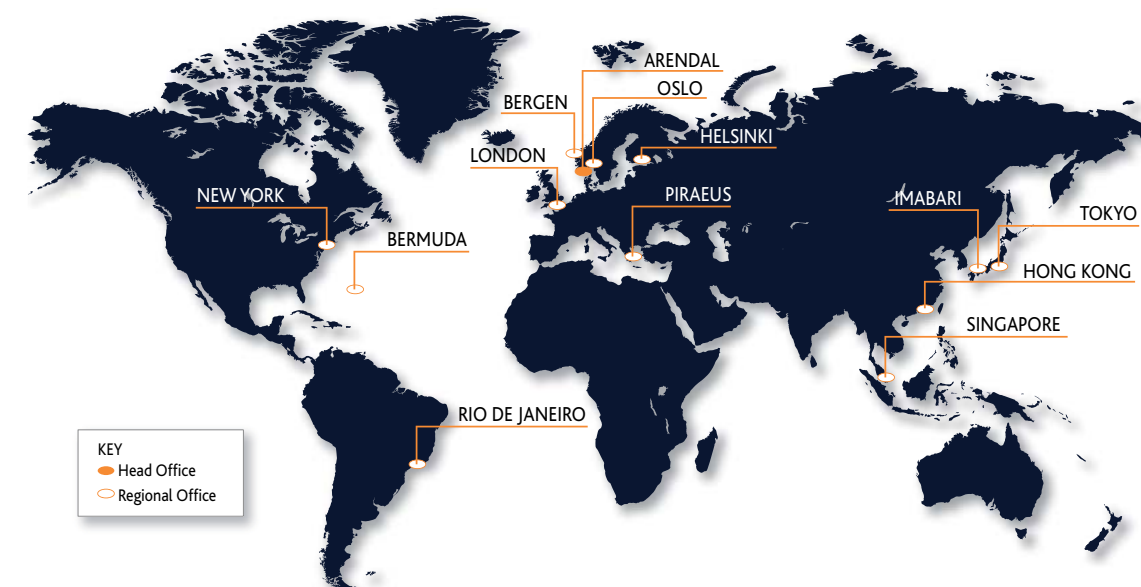 ARENDAL
OSLO
BERGEN
HELSINKI
LONDON
NEW YORK
PIRAEUS
IMABARI
TOKYO
BERMUDA
HONG KONG
SINGAPORE
RIO DE JANEIRO
KEY
Head Office
Regional Office